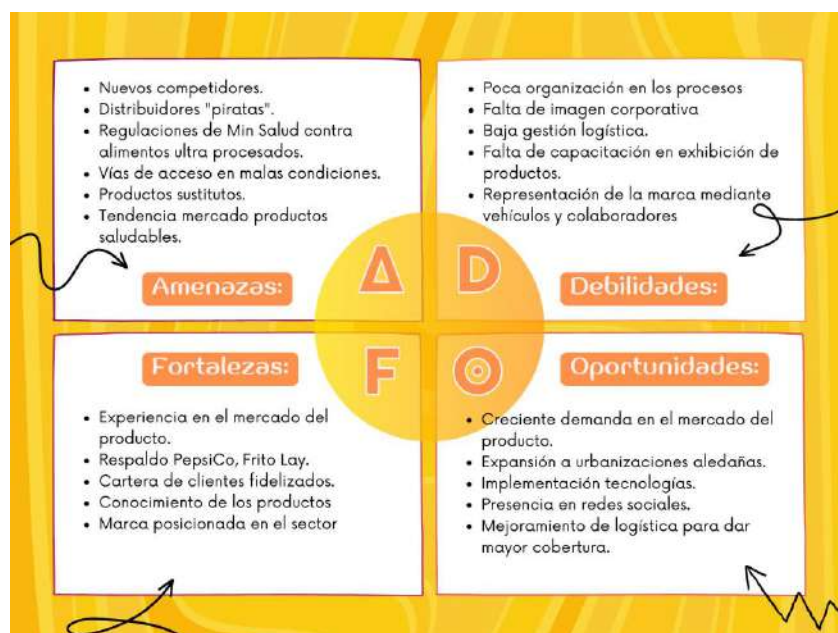 • Nuevos competidores.
• Distribuidores "piratas".
• Regulaciones de Min Salud contra
alimentos ultra procesados.
• Vías de acceso en malas condiciones.
• Productos sustitutos.
• Tendencia mercado productos
saludables.
Amenazas:
• Poca organización en los procesos
• Falta de imagen corporativa
• Baja gestión logística.
• Falta de capacitación en exhibición de
productos.
• Representación de la marca mediante
vehículos y colaboradores
Debilidades:
A D
F O
Fortalezas:
• Experiencia en el mercado del
producto.
• Respaldo PepsiCo, Frito Lay.
• Cartera de clientes fidelizados.
• Conocimiento de los productos
• Marca posicionada en el sector
Oportunidades:
• Creciente demanda en el mercado del
producto.
• Expansión a urbanizaciones aledañas.
• Implementación tecnologías.
• Presencia en redes sociales.
• Mejoramiento de logística para dar
mayor cobertura.